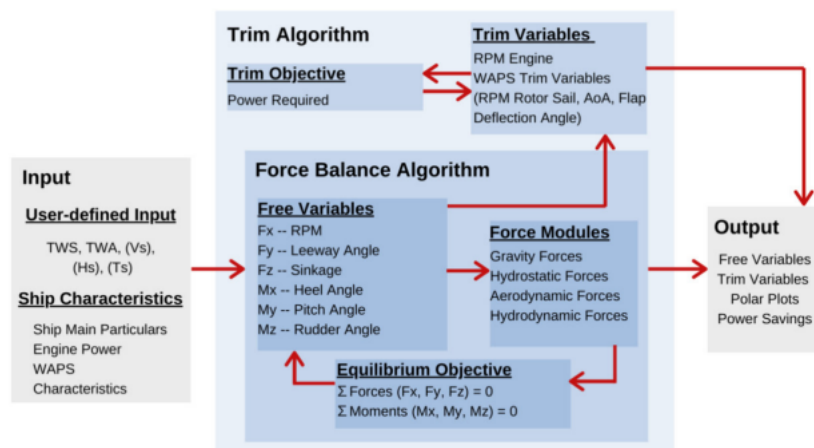 Trim Algorithm
Trim Objective
Power Required
Trim Variables
RPM Engine
WAPS Trim Variables
(RPM Rotor Sail, AoA, Flap
Deflection Angle)
Input
User-defined Input
TWS, TWA, (Vs),
(Hs), (Ts)
Ship Characteristics
Ship Main Particulars
Engine Power
WAPS
Characteristics
Force Balance Algorithm
Free Variables
Fx -- RPM
Fy -- Leeway Angle
Fz -- Sinkage
Mx -- Heel Angle
My -- Pitch Angle
Mz -- Rudder Angle
Force Modules
Gravity Forces
Hydrostatic Forces
Aerodynamic Forces
Hydrodynamic Forces
Equilibrium Objective
Σ Forces (Fx, Fy, Fz) = 0
Σ Moments (Mx, My, Mz) = 0
Output
Free Variables
Trim Variables
Polar Plots
Power Savings